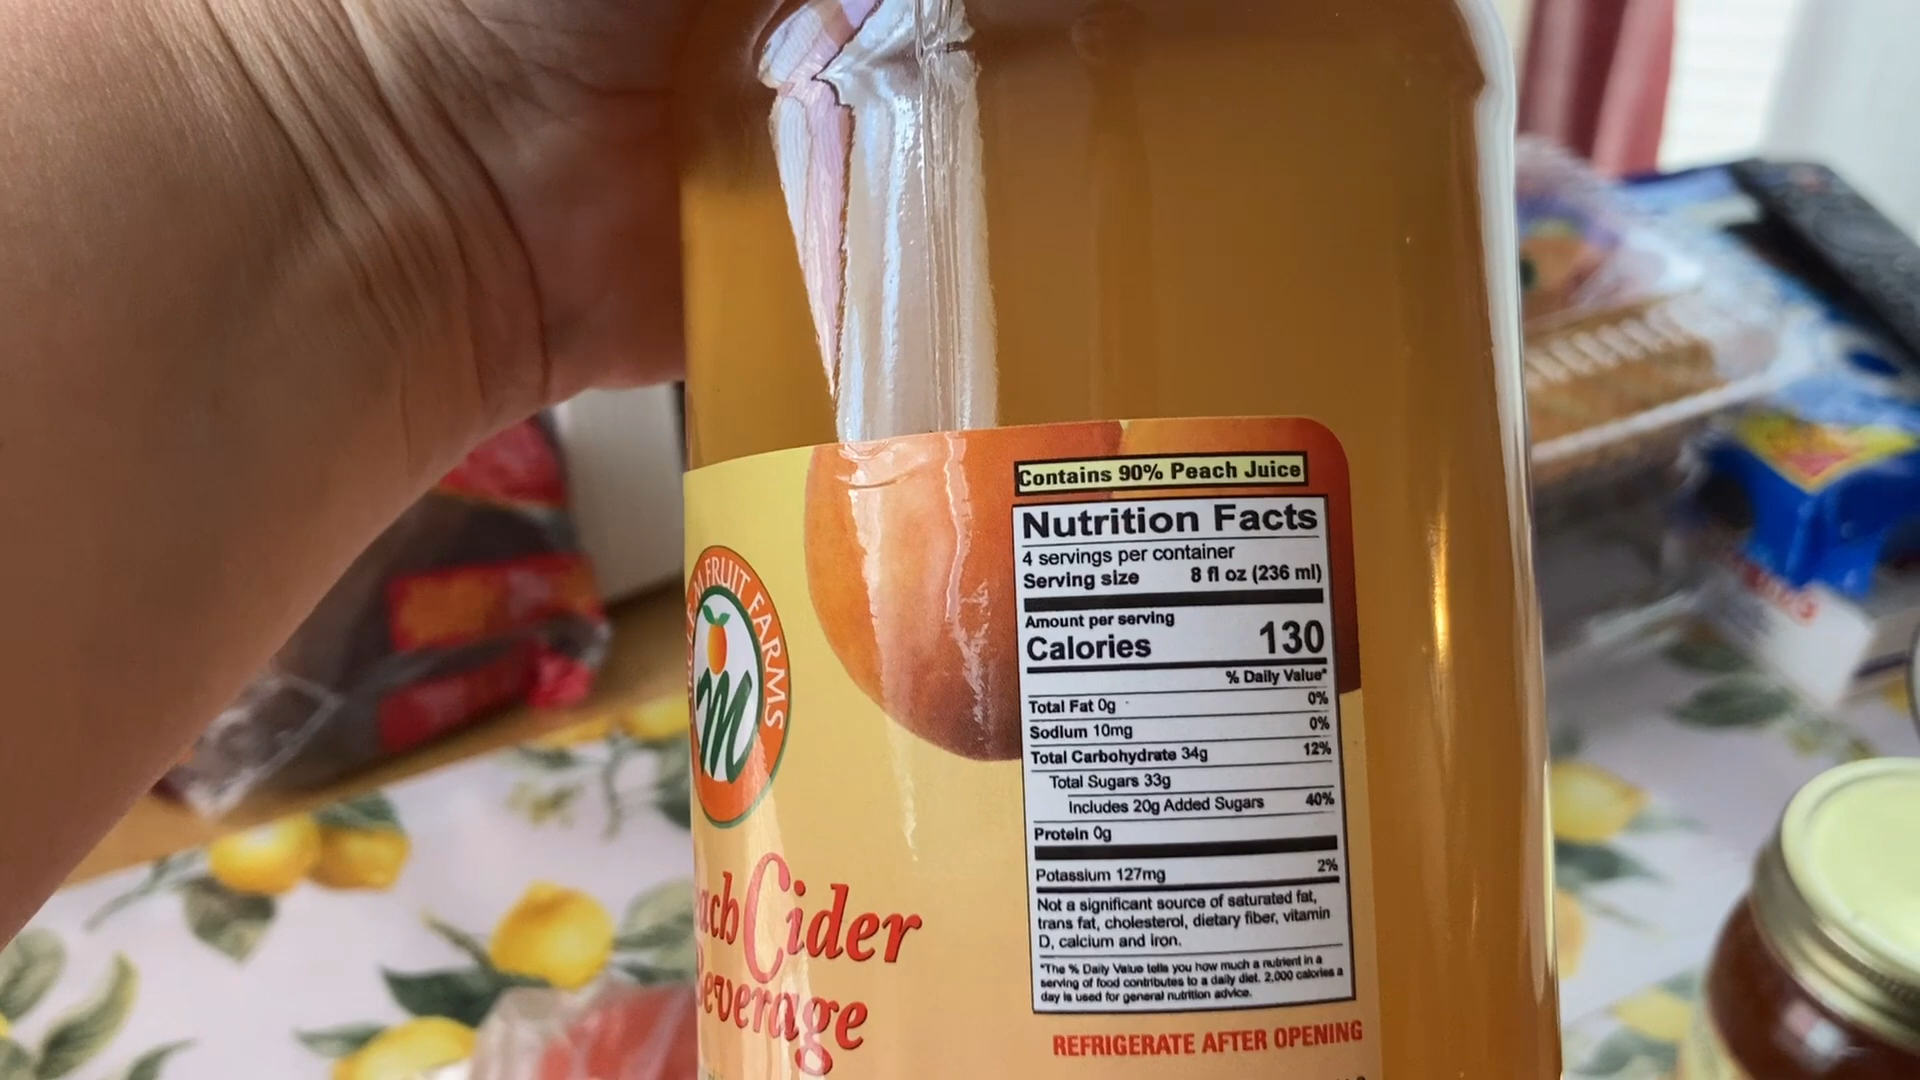 Contains 90% Peach Juice
Nutrition Facts
4 servings per container
Serving size 8 fl oz (236 ml)
Amount per serving
Calories 130
% Daily Value*
Total Fat 0g 0%
Sodium 10mg 0%
Total Carbohydrate 34g 12%
Total Sugars 33g
Includes 20g Added Sugars 40%
Protein 0g
Potassium 127mg 2%
Not a significant source of saturated fat,
trans fat, cholesterol, dietary fiber, vitamin
D, calcium and iron.
*The % Daily Value tells you how much a nutrient in a
serving of food contributes to a daily diet. 2,000 calories a
day is used for general nutrition advice.
REFRIGERATE AFTER OPENING
FRUIT FARMS
m
Cider
Beverage